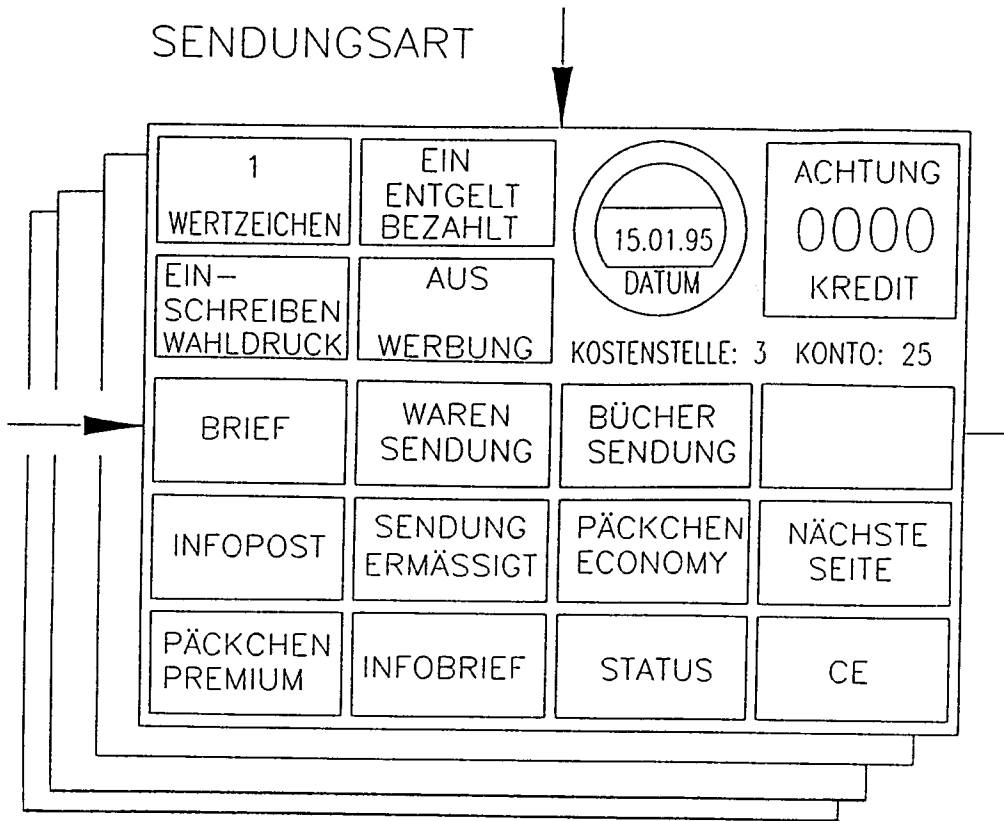 SENDUNGSART
1
WERTZEICHEN
EIN
ENTGELT
BEZAHLT
15.01.95
DATUM
ACHTUNG
0000
KREDIT
EIN-
SCHREIBEN
WAHLDRUCK
AUS
WERBUNG
KOSTENSTELLE: 3 KONTO: 25
BRIEF
WAREN
SENDUNG
BÜCHER
SENDUNG
INFOPOST
SENDUNG
ERMÄSSIGT
PÄCKCHEN
ECONOMY
NÄCHSTE
SEITE
PÄCKCHEN
PREMIUM
INFOBRIEF
STATUS
CE